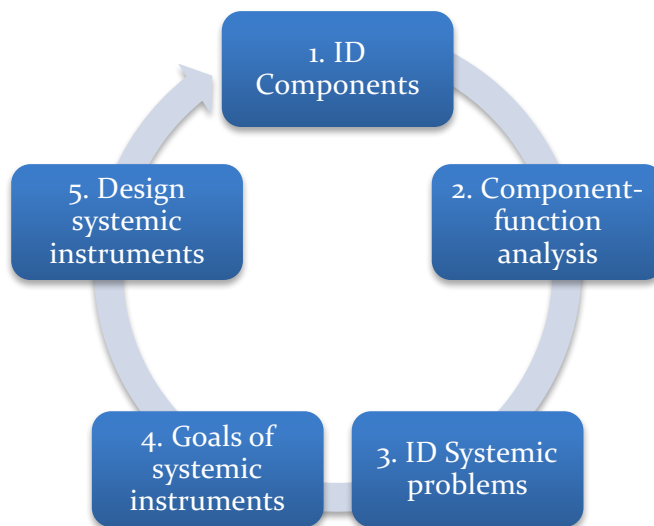 1. ID
Components
2. Component-
function
analysis
3. ID Systemic
problems
4. Goals of
systemic
instruments
5. Design
systemic
instruments